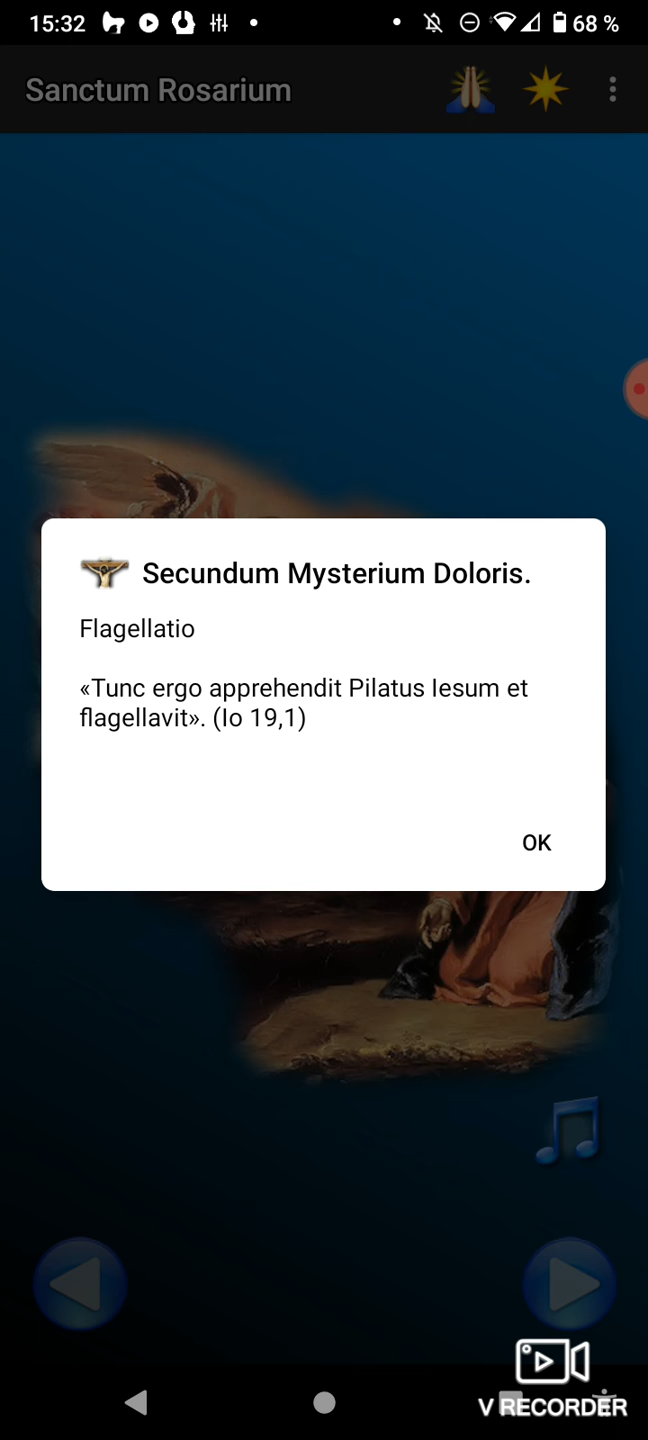 15:32
68 %
Sanctum Rosarium
Secundum Mysterium Doloris.
Flagellatio
«Tunc ergo apprehendit Pilatus Iesum et
flagellavit». (Io 19,1)
OK
V RECORDER